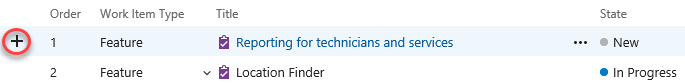 Order Work Item Type Title State
1 Feature Reporting for technicians and services ••• New
2 Feature Location Finder In Progress